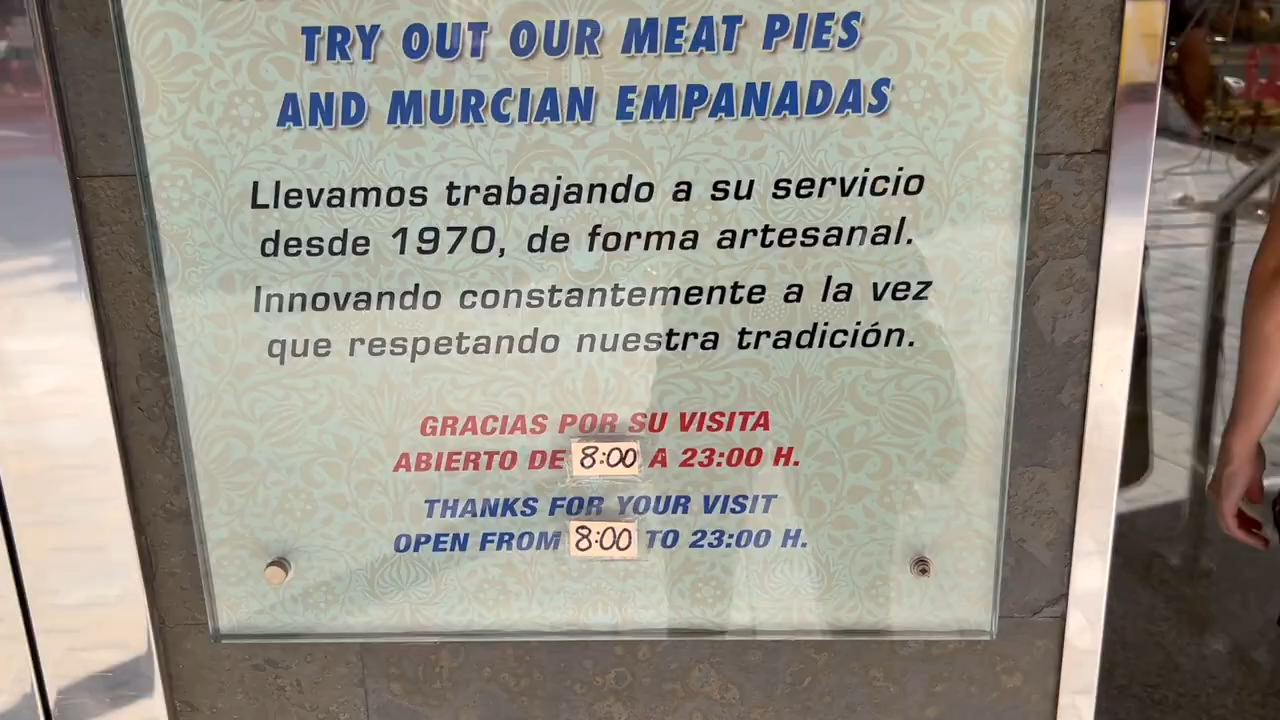 TRY OUT OUR MEAT PIES
AND MURCIAN EMPANADAS
Llevamos trabajando a su servicio
desde 1970, de forma artesanal.
Innovando constantemente a la vez
que respetando nuestra tradición.
GRACIAS POR SU VISITA
ABIERTO DE 8:00 A 23:00 H.
THANKS FOR YOUR VISIT
OPEN FROM 8:00 TO 23:00 H.